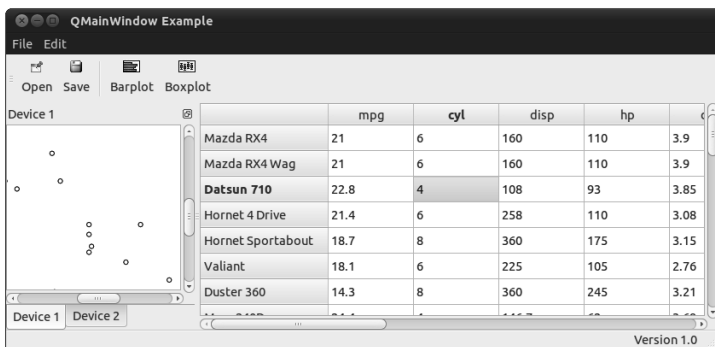 QMainWindow Example
File Edit
Open Save Barplot Boxplot
Device 1
mpg cyl disp hp
Mazda RX4 21 6 160 110 3.9
Mazda RX4 Wag 21 6 160 110 3.9
Datsun 710 22.8 4 108 93 3.85
Hornet 4 Drive 21.4 6 258 110 3.08
Hornet Sportabout 18.7 8 360 175 3.15
Valiant 18.1 6 225 105 2.76
Duster 360 14.3 8 360 245 3.21
Device 1 Device 2
Version 1.0